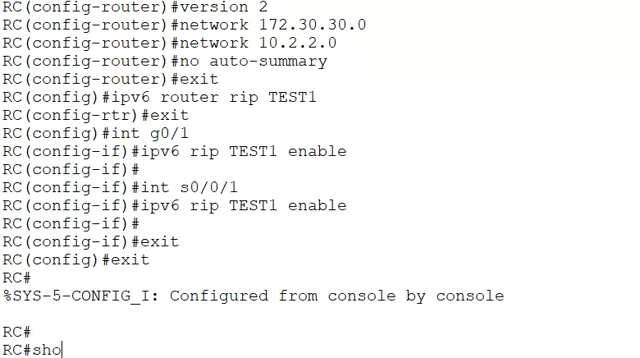 RC(config-router)#version 2
RC(config-router)#network 172.30.30.0
RC(config-router)#network 10.2.2.0
RC(config-router)#no auto-summary
RC(config-router)#exit
RC(config)#ipv6 router rip TEST1
RC(config-rtr)#exit
RC(config)#int g0/1
RC(config-if)#ipv6 rip TEST1 enable
RC(config-if)#
RC(config-if)#int s0/0/1
RC(config-if)#ipv6 rip TEST1 enable
RC(config-if)#
RC(config-if)#exit
RC(config)#exit
RC#
%SYS-5-CONFIG_I: Configured from console by console
RC#
RC#sho